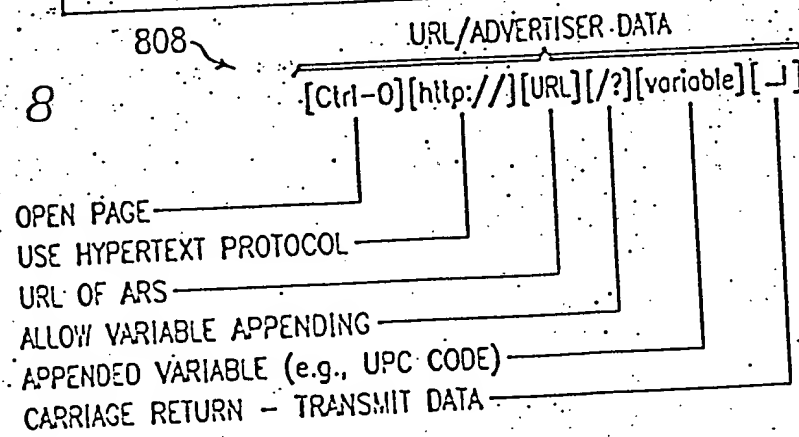 808
URL/ADVERTISER DATA
8
[Ctrl-O][http://][URL][/?][variable][↵]
OPEN PAGE
USE HYPERTEXT PROTOCOL
URL OF ARS
ALLOW VARIABLE APPENDING
APPENDED VARIABLE (e.g., UPC CODE)
CARRIAGE RETURN - TRANSMIT DATA